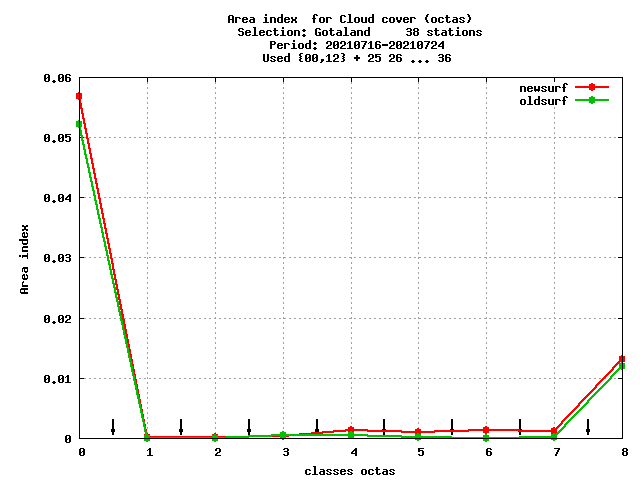 Area index  for Cloud cover (octas)
Selection: Gotaland     38 stations
Period: 20210716-20210724
Used {00,12} + 25 26 ... 36
newsurf
oldsurf
0.06
0.05
0.04
0.03
0.02
0.01
0
Area index
0 1 2 3 4 5 6 7 8
classes octas